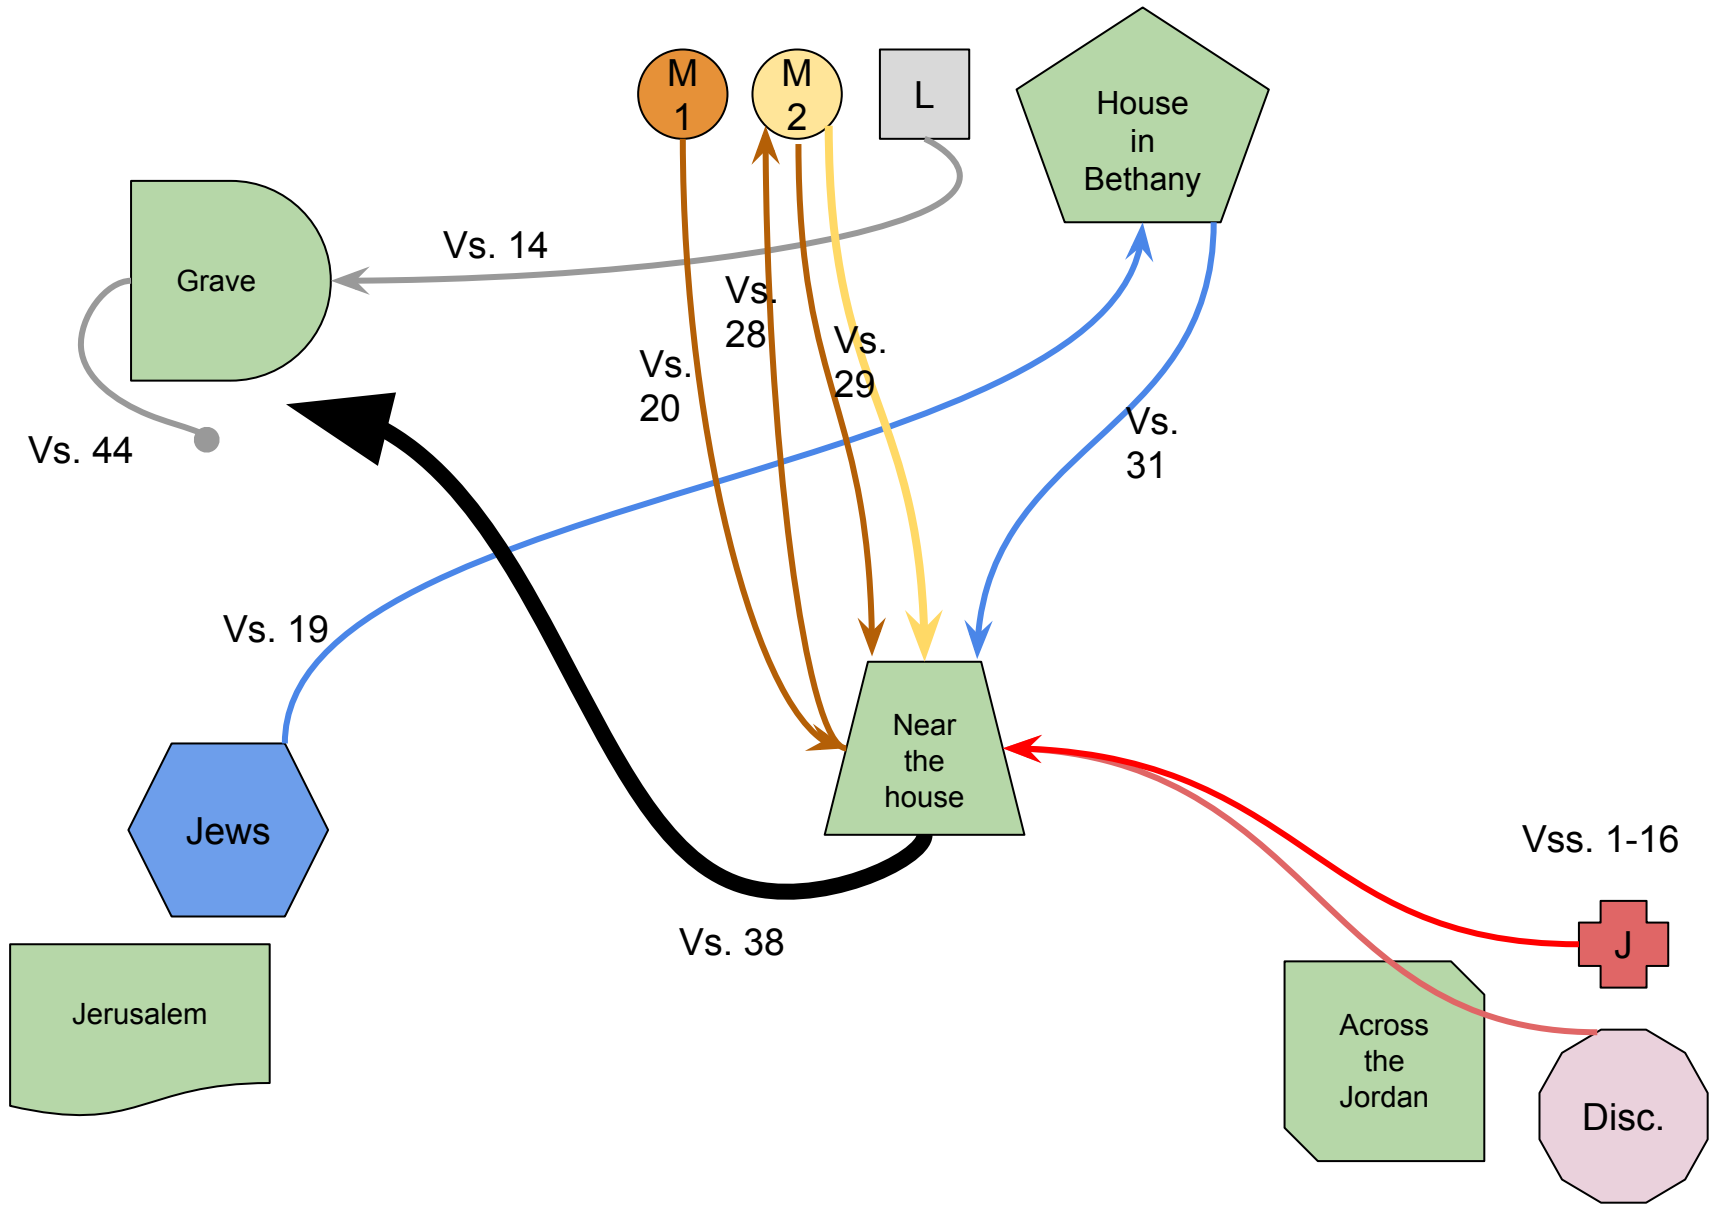 M
1
M
2
L
House
in
Bethany
Grave
Vs. 14
Vs.
28
Vs.
29
Vs.
20
Vs.
31
Vs. 44
Vs. 19
Near
the
house
Jews
Vss. 1-16
J
Vs. 38
Jerusalem
Across
the
Jordan
Disc.